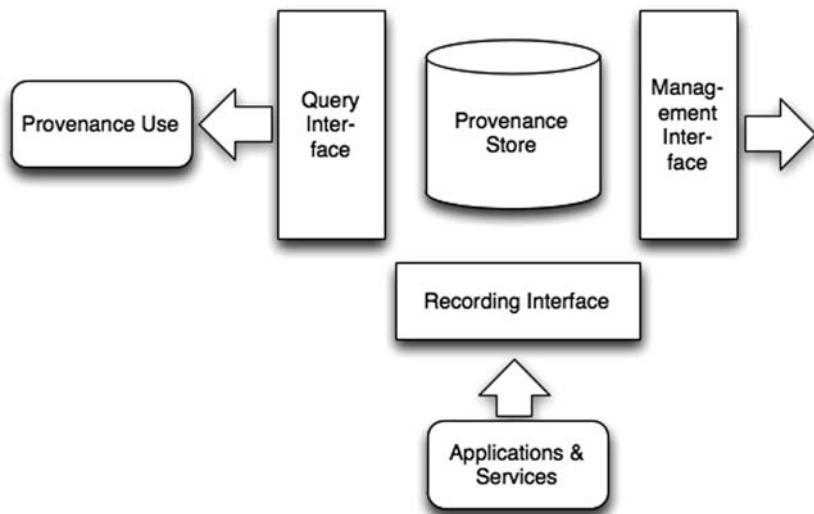 Provenance Use
Query
Inter-
face
Provenance
Store
Manag-
ement
Inter-
face
Recording Interface
Applications &
Services